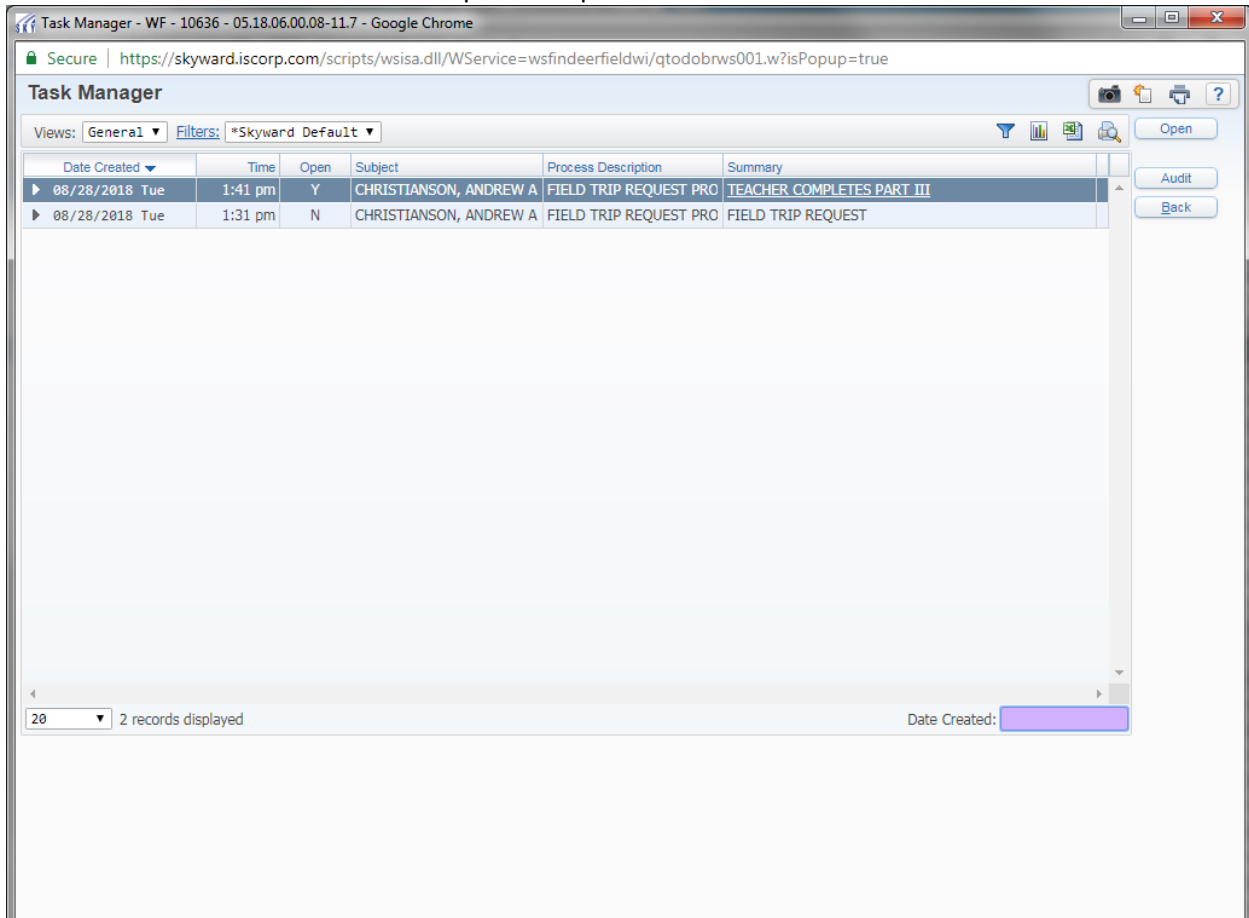 Task Manager - WF - 10636 - 05.18.06.00.08-11.7 - Google Chrome
Secure | https://skyward.iscorp.com/scripts/wsisa.dll/WService=wsfindeerfieldwi/qtodobrws001.w?isPopup=true
Task Manager
Views: General Filters: *Skyward Default
Open
Date Created Time Open Subject Process Description Summary
Audit
08/28/2018 Tue 1:41 pm Y CHRISTIANSON, ANDREW A FIELD TRIP REQUEST PRO TEACHER COMPLETES PART III
Back
08/28/2018 Tue 1:31 pm N CHRISTIANSON, ANDREW A FIELD TRIP REQUEST PRO FIELD TRIP REQUEST
20 2 records displayed Date Created: